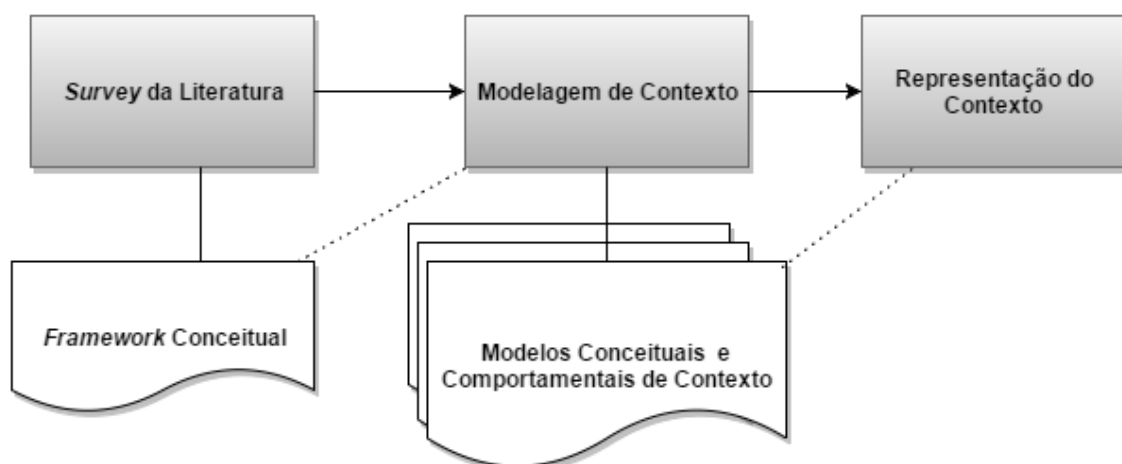 Survey da Literatura
Modelagem de Contexto
Representação do
Contexto
Framework Conceitual
Modelos Conceituais e
Comportamentais de Contexto